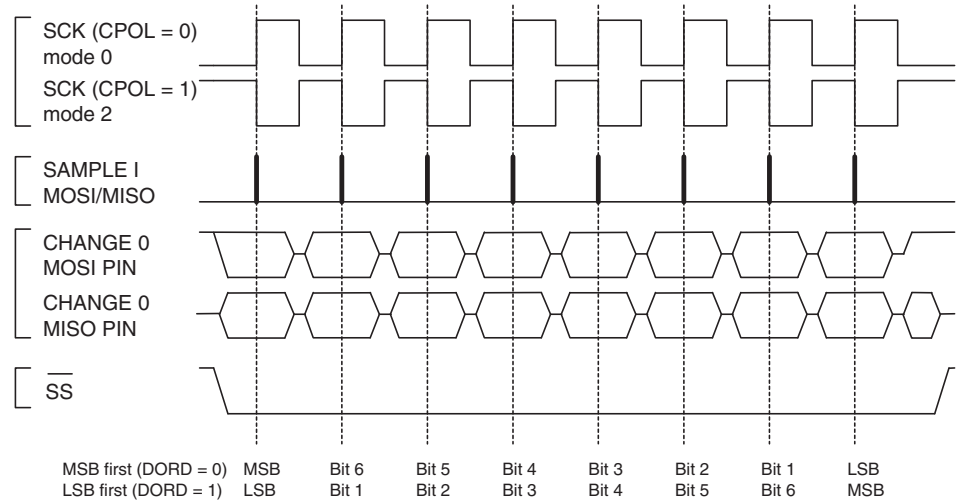 SCK (CPOL = 0)
mode 0
SCK (CPOL = 1)
mode 2
SAMPLE I
MOSI/MISO
CHANGE 0
MOSI PIN
CHANGE 0
MISO PIN
SS
MSB first (DORD = 0) MSB Bit 6 Bit 5 Bit 4 Bit 3 Bit 2 Bit 1 LSB
LSB first (DORD = 1) LSB Bit 1 Bit 2 Bit 3 Bit 4 Bit 5 Bit 6 MSB